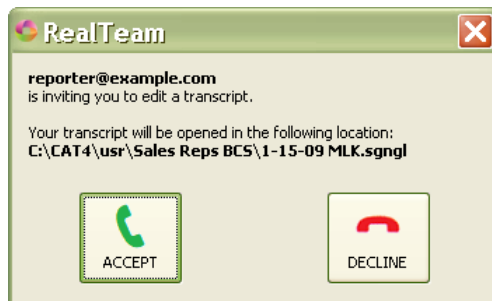 RealTeam
reporter@example.com
is inviting you to edit a transcript.
Your transcript will be opened in the following location:
C:\CAT4\usr\Sales Reps BCS\1-15-09 MLK.sgngl
ACCEPT
DECLINE